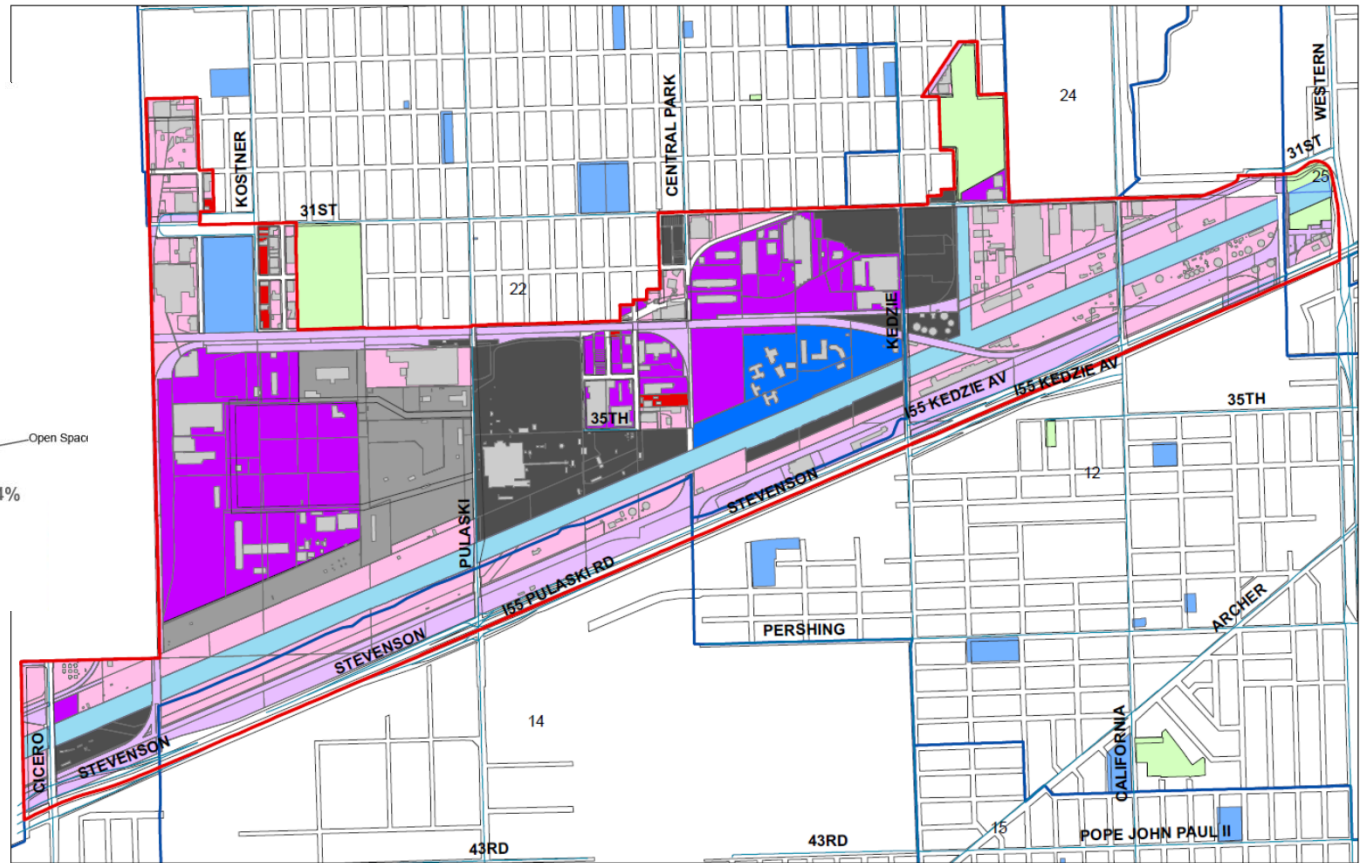 WESTERN
24
CENTRAL PARK
KOSTNER
31ST
25
31ST
22
KEDZIE
Open Spac
4%
I55 KEDZIE AV
I55 KEDZIE AV
35TH
35TH
12
STEVENSON
PULASKI
I55 PULASKI RD
ARCHER
PERSHING
STEVENSON
14
CALIFORNIA
CICERO
STEVENSON
15
POPE JOHN PAUL II
43RD
43RD